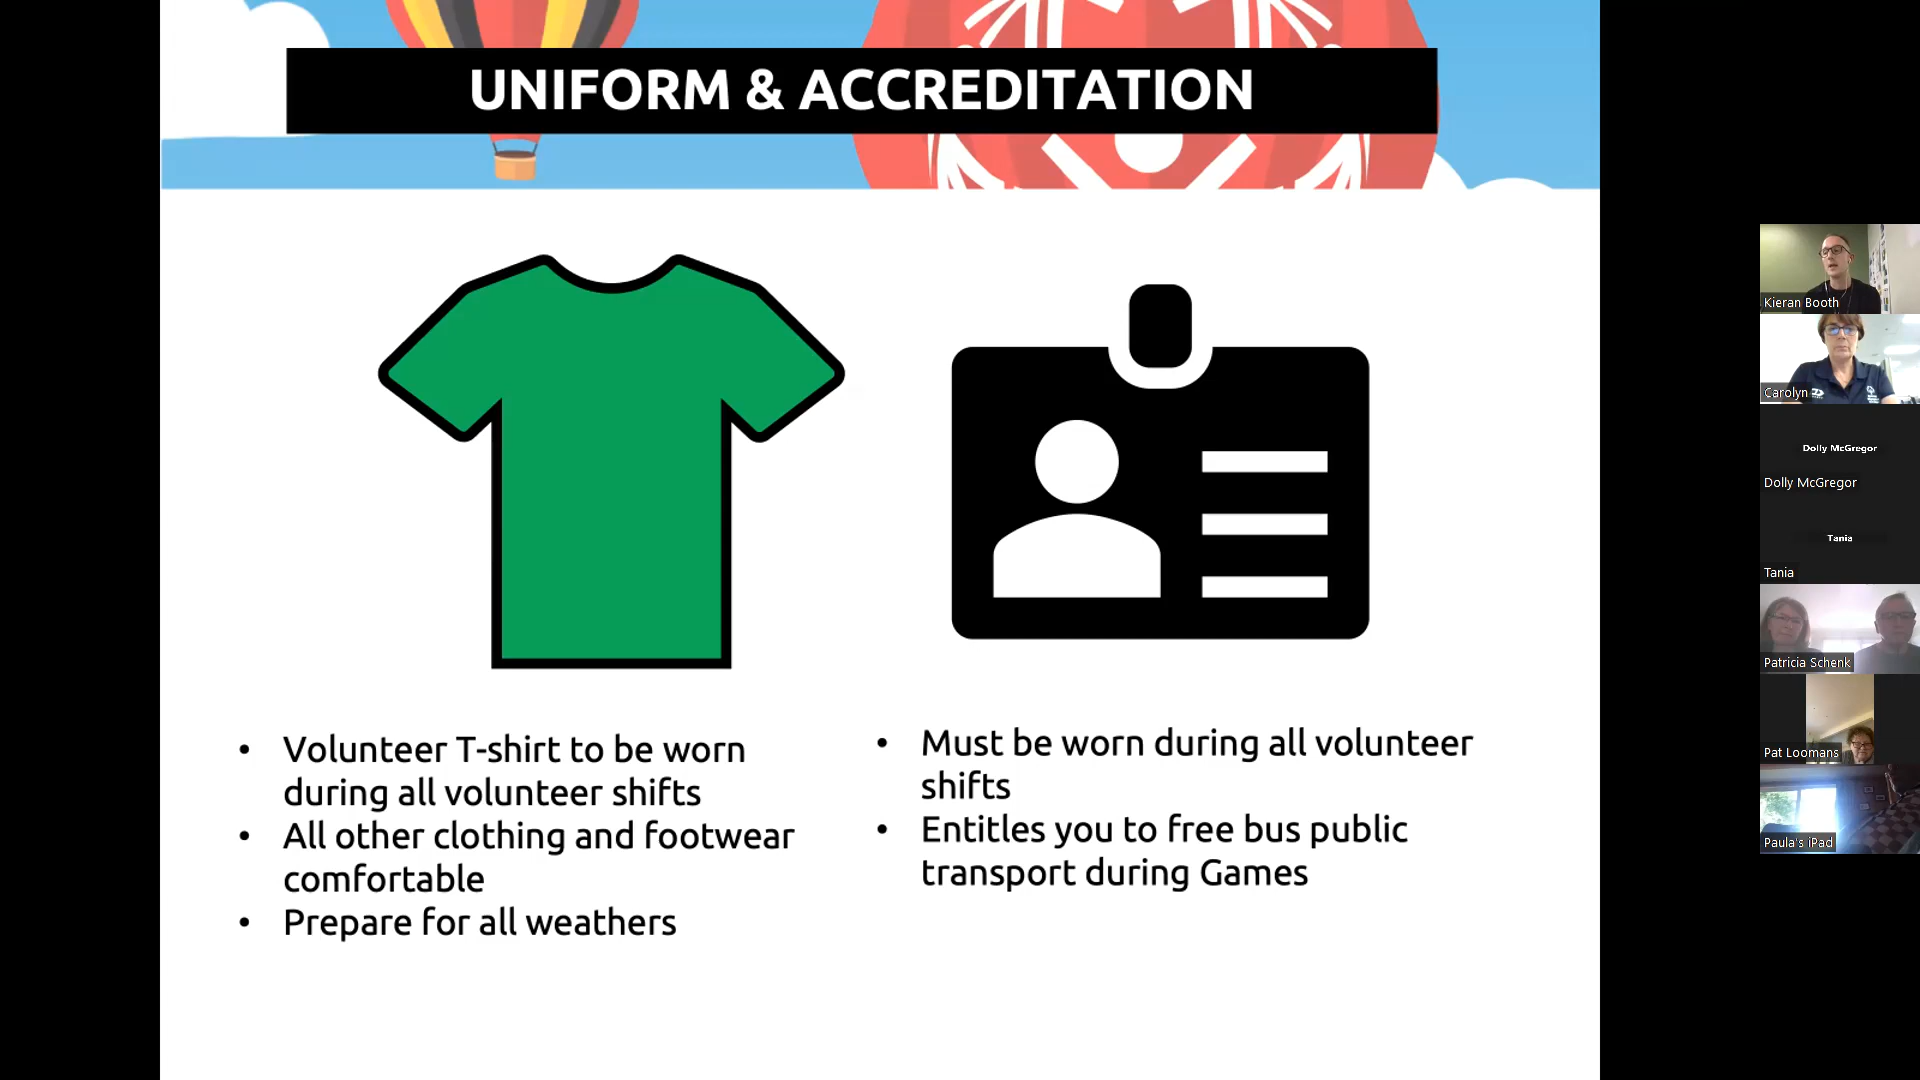 UNIFORM & ACCREDITATION
• Volunteer T-shirt to be worn
during all volunteer shifts
• All other clothing and footwear
comfortable
• Prepare for all weathers
• Must be worn during all volunteer
shifts
• Entitles you to free bus public
transport during Games
Kieran Booth
Carolyn
Dolly McGregor
Dolly McGregor
Tania
Tania
Patricia Schenk
Pat Loomans
Paula's iPad